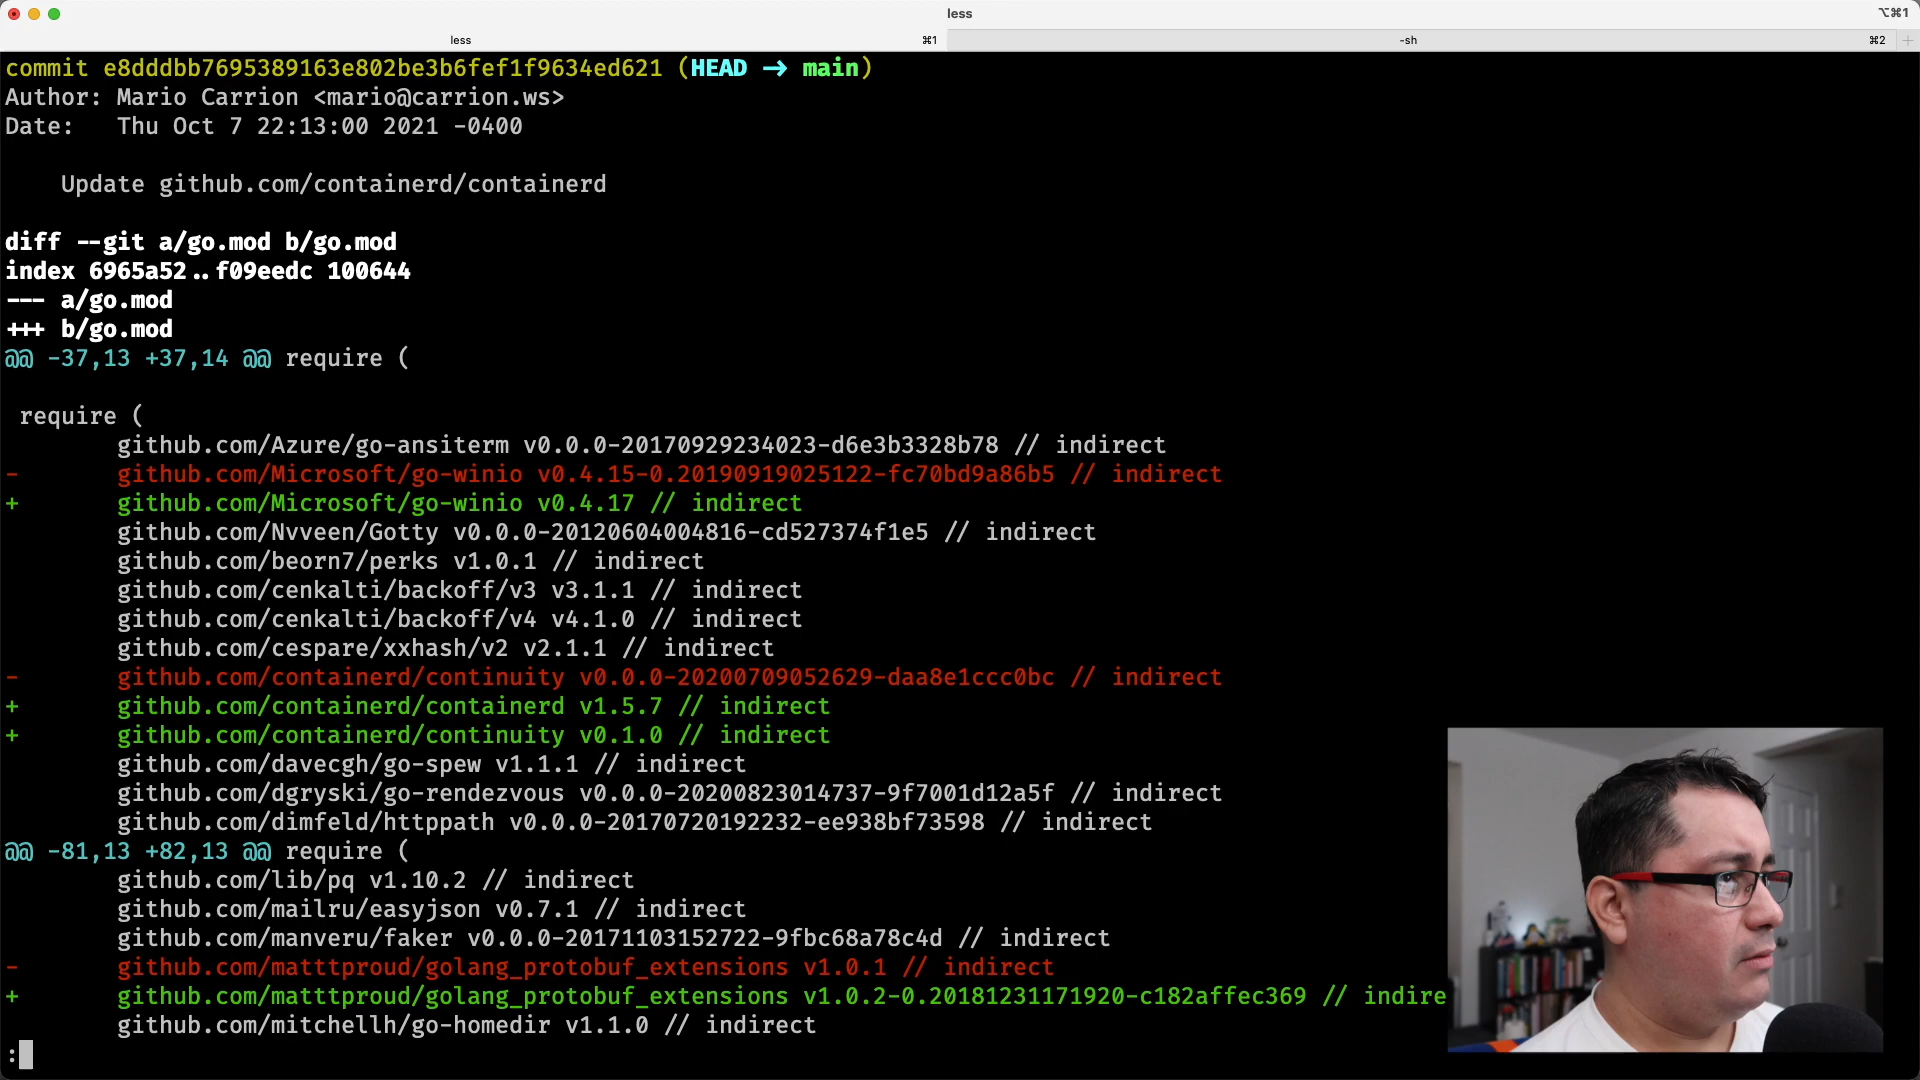 less
⌥⌘1
less
⌘1
-sh
⌘2
commit e8dddbb7695389163e802be3b6fef1f9634ed621 (HEAD -> main)
Author: Mario Carrion <mario@carrion.ws>
Date:   Thu Oct 7 22:13:00 2021 -0400
Update github.com/containerd/containerd
diff --git a/go.mod b/go.mod
index 6965a52..f09eedc 100644
--- a/go.mod
+++ b/go.mod
@@ -37,13 +37,14 @@ require (
require (
github.com/Azure/go-ansiterm v0.0.0-20170929234023-d6e3b3328b78 // indirect
-       github.com/Microsoft/go-winio v0.4.15-0.20190919025122-fc70bd9a86b5 // indirect
+       github.com/Microsoft/go-winio v0.4.17 // indirect
github.com/Nvveen/Gotty v0.0.0-20120604004816-cd527374f1e5 // indirect
github.com/beorn7/perks v1.0.1 // indirect
github.com/cenkalti/backoff/v3 v3.1.1 // indirect
github.com/cenkalti/backoff/v4 v4.1.0 // indirect
github.com/cespare/xxhash/v2 v2.1.1 // indirect
-       github.com/containerd/continuity v0.0.0-20200709052629-daa8e1ccc0bc // indirect
+       github.com/containerd/containerd v1.5.7 // indirect
+       github.com/containerd/continuity v0.1.0 // indirect
github.com/davecgh/go-spew v1.1.1 // indirect
github.com/dgryski/go-rendezvous v0.0.0-20200823014737-9f7001d12a5f // indirect
github.com/dimfeld/httppath v0.0.0-20170720192232-ee938bf73598 // indirect
@@ -81,13 +82,13 @@ require (
github.com/lib/pq v1.10.2 // indirect
github.com/mailru/easyjson v0.7.1 // indirect
github.com/manveru/faker v0.0.0-20171103152722-9fbc68a78c4d // indirect
-       github.com/matttproud/golang_protobuf_extensions v1.0.1 // indirect
+       github.com/matttproud/golang_protobuf_extensions v1.0.2-0.20181231171920-c182affec369 // indire
github.com/mitchellh/go-homedir v1.1.0 // indirect
: